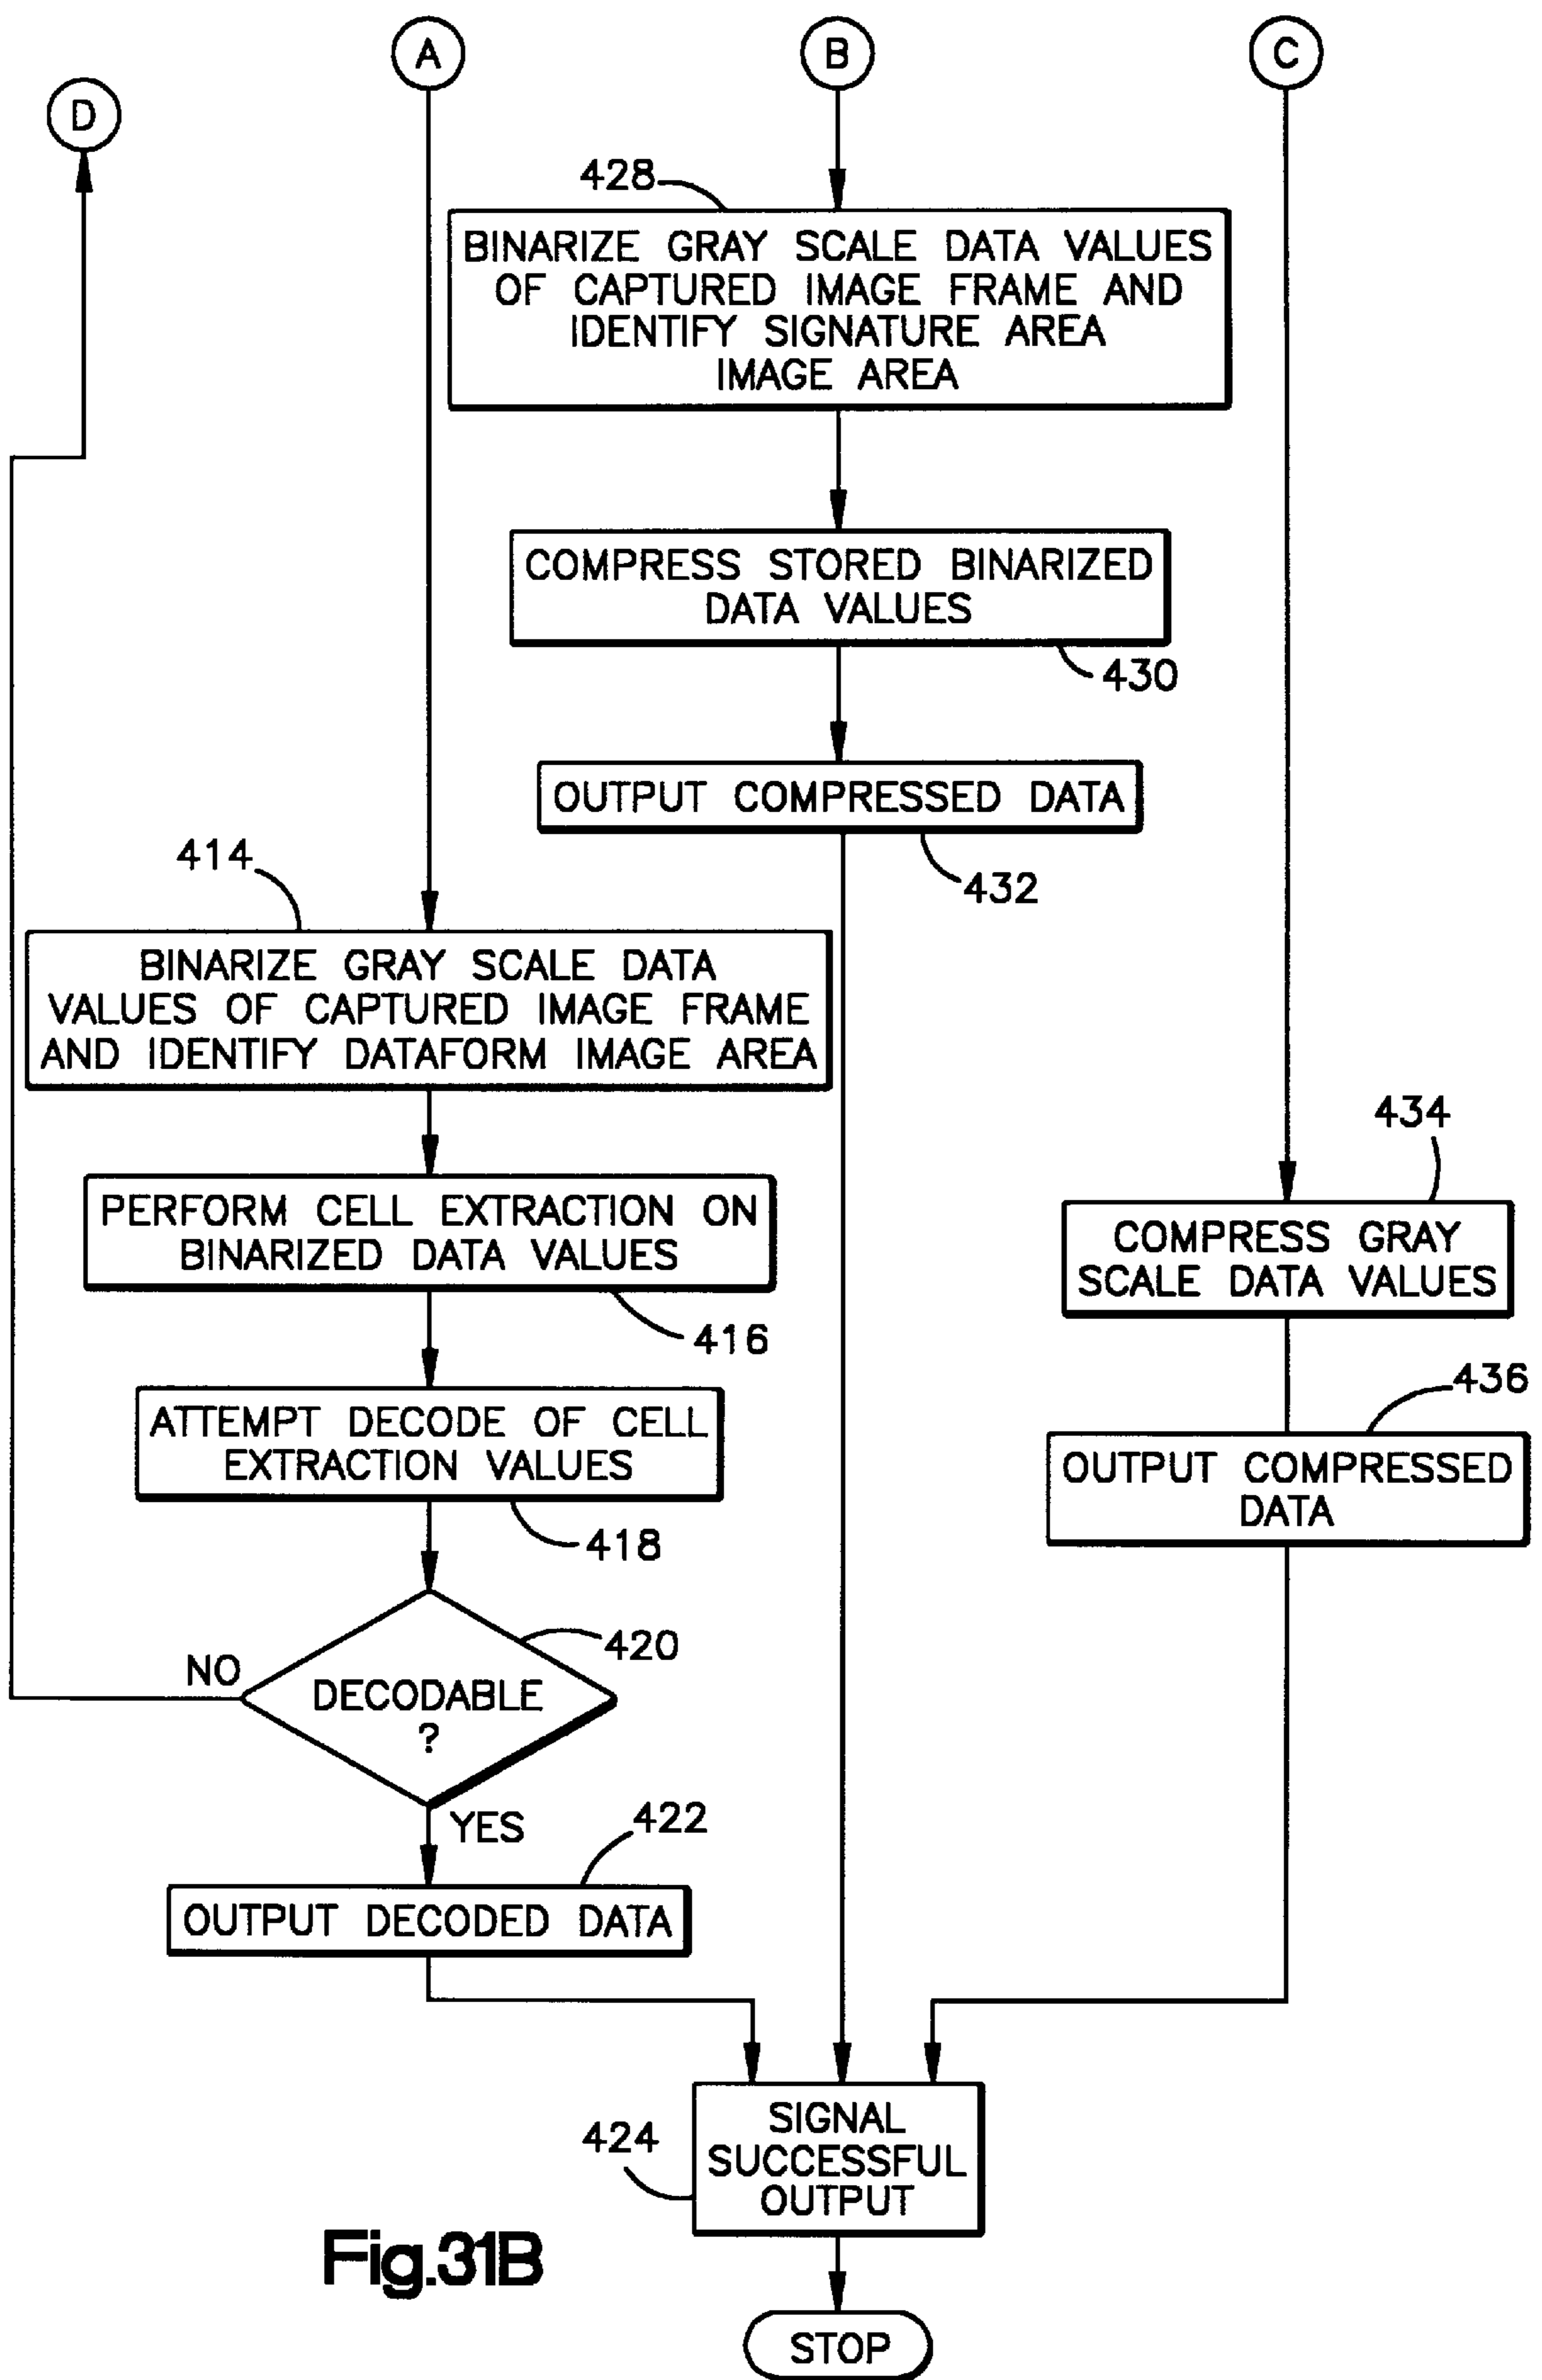 A
B
C
D
428
BINARIZE GRAY SCALE DATA VALUES
OF CAPTURED IMAGE FRAME AND
IDENTIFY SIGNATURE AREA
IMAGE AREA
COMPRESS STORED BINARIZED
DATA VALUES
430
OUTPUT COMPRESSED DATA
432
414
BINARIZE GRAY SCALE DATA
VALUES OF CAPTURED IMAGE FRAME
AND IDENTIFY DATAFORM IMAGE AREA
PERFORM CELL EXTRACTION ON
BINARIZED DATA VALUES
416
434
COMPRESS GRAY
SCALE DATA VALUES
436
OUTPUT COMPRESSED
DATA
ATTEMPT DECODE OF CELL
EXTRACTION VALUES
418
420
NO
DECODABLE
?
YES
422
OUTPUT DECODED DATA
424
SIGNAL
SUCCESSFUL
OUTPUT
Fig.31B
STOP